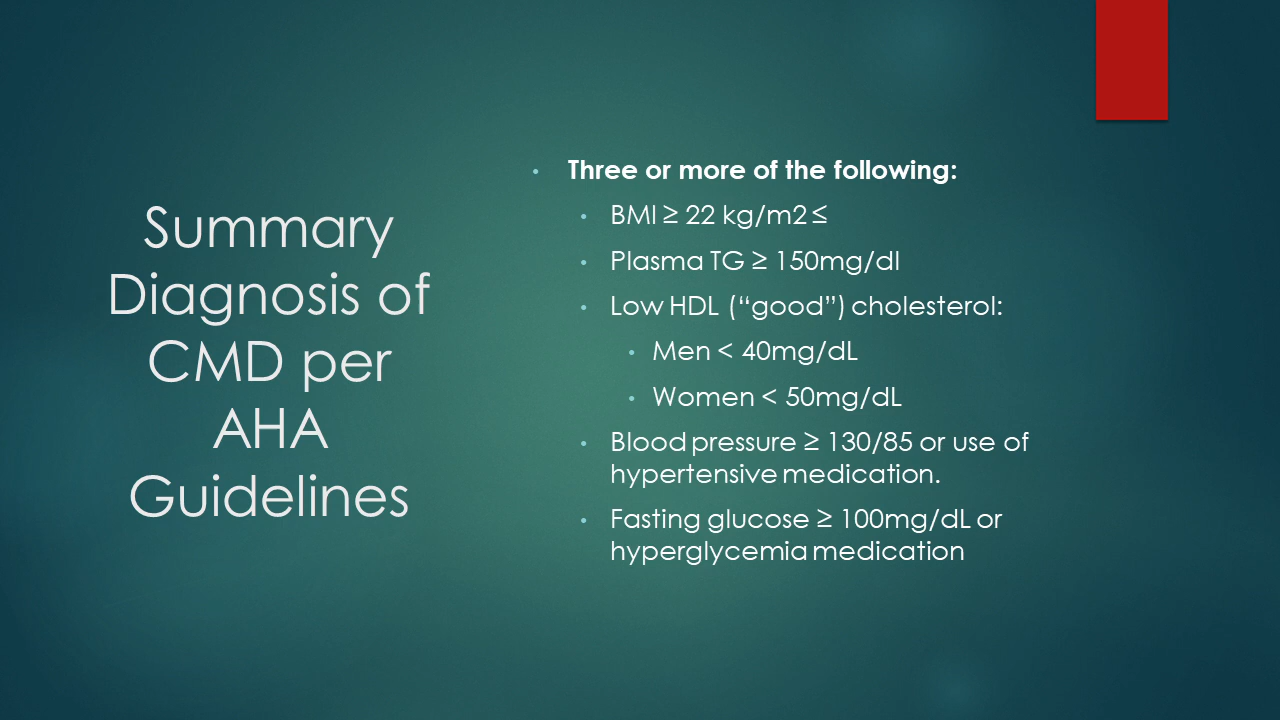 Summary
Diagnosis of
CMD per
AHA
Guidelines
• Three or more of the following:
• BMI ≥ 22 kg/m2 ≤
• Plasma TG ≥ 150mg/dl
• Low HDL (“good”) cholesterol:
• Men < 40mg/dL
• Women < 50mg/dL
• Blood pressure ≥ 130/85 or use of
hypertensive medication.
• Fasting glucose ≥ 100mg/dL or
hyperglycemia medication